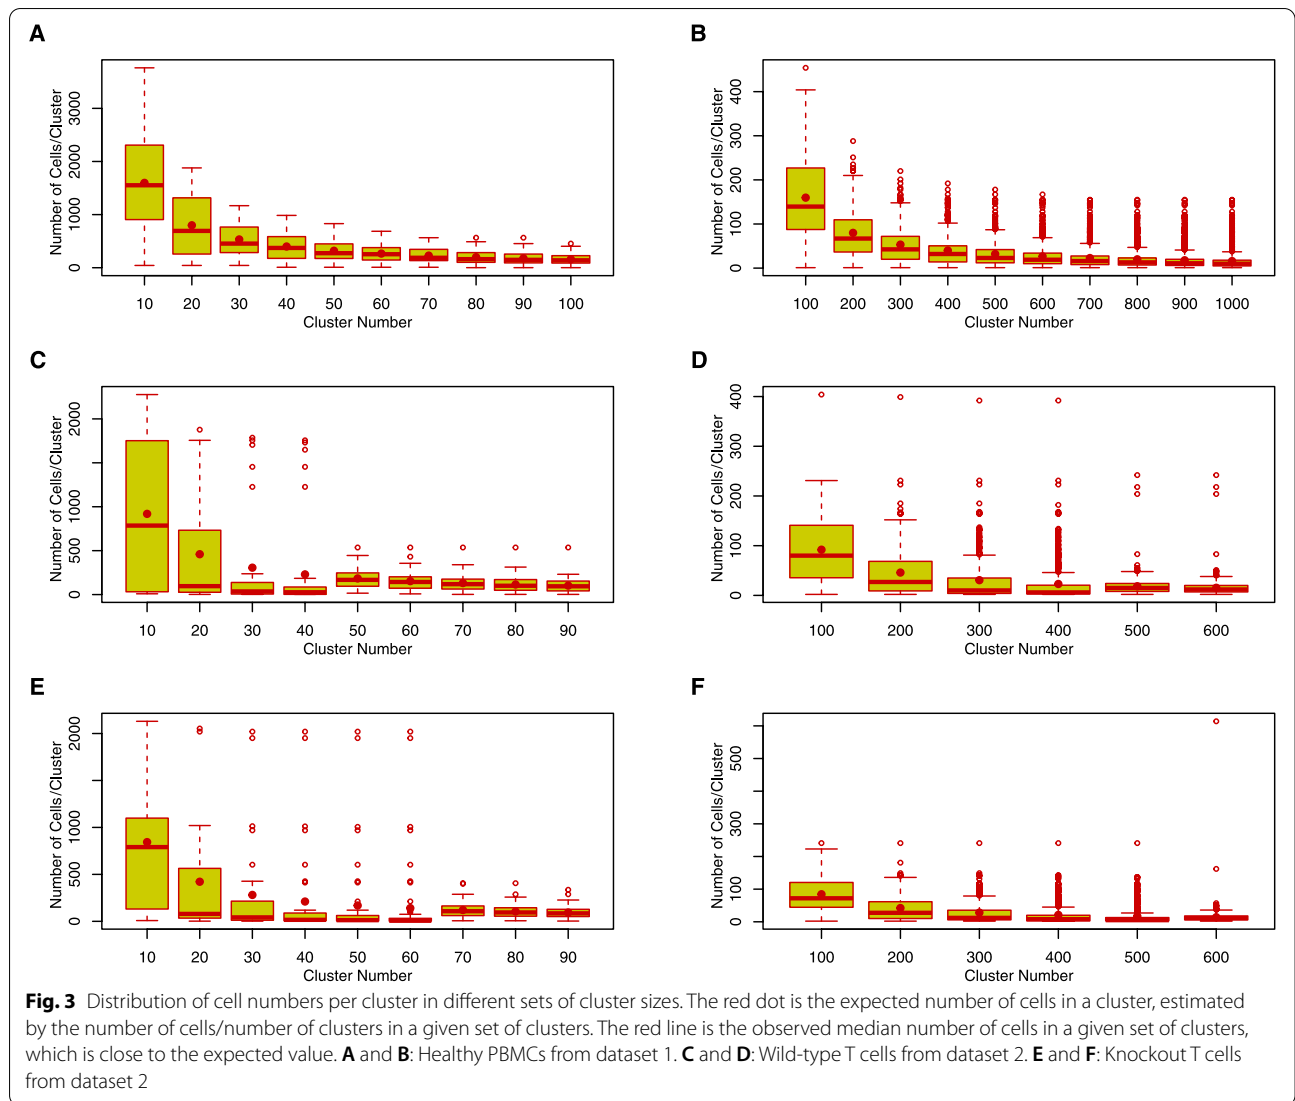 A
Number of Cells/Cluster
0 1000 2000 3000
10 20 30 40 50 60 70 80 90 100
Cluster Number
B
Number of Cells/Cluster
0 100 200 300 400
100 200 300 400 500 600 700 800 900 1000
Cluster Number
C
Number of Cells/Cluster
0 500 1000 2000
10 20 30 40 50 60 70 80 90
Cluster Number
D
Number of Cells/Cluster
0 100 200 300 400
100 200 300 400 500 600
Cluster Number
E
Number of Cells/Cluster
0 500 1000 2000
10 20 30 40 50 60 70 80 90
Cluster Number
F
Number of Cells/Cluster
0 100 300 500
100 200 300 400 500 600
Cluster Number
Fig. 3 Distribution of cell numbers per cluster in different sets of cluster sizes. The red dot is the expected number of cells in a cluster, estimated
by the number of cells/number of clusters in a given set of clusters. The red line is the observed median number of cells in a given set of clusters,
which is close to the expected value. A and B: Healthy PBMCs from dataset 1. C and D: Wild-type T cells from dataset 2. E and F: Knockout T cells
from dataset 2